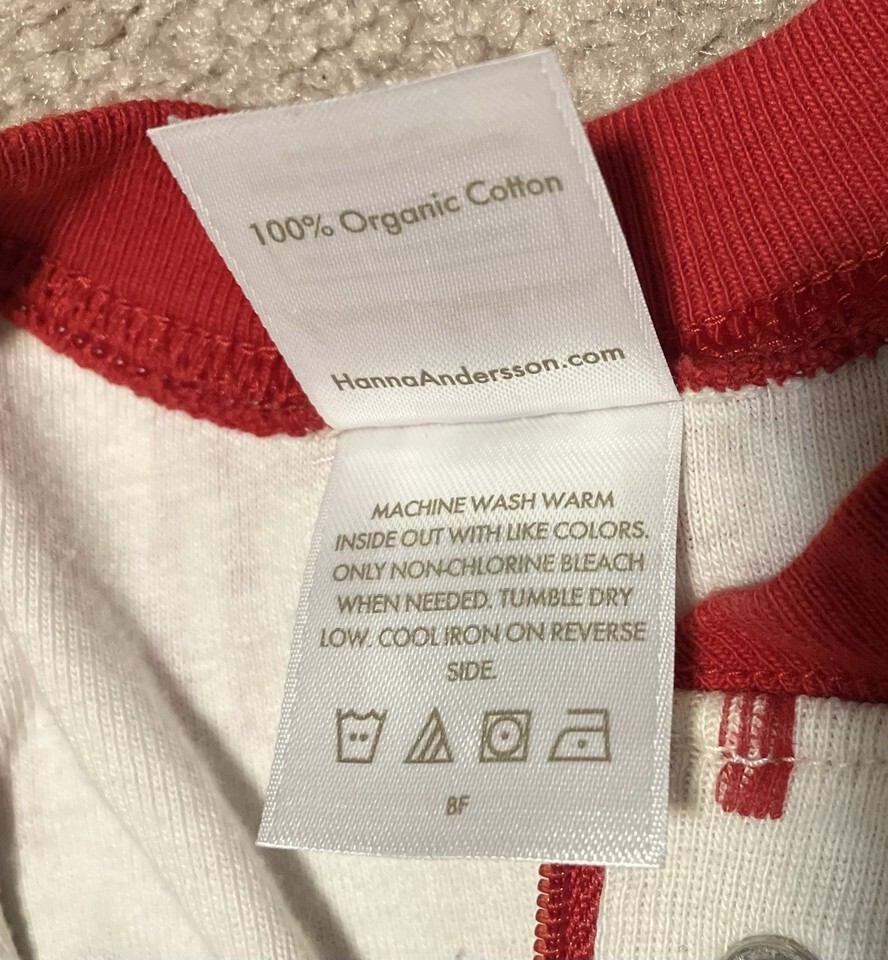 100% Organic Cotton
HannaAndersson.com
MACHINE WASH WARM
INSIDE OUT WITH LIKE COLORS.
ONLY NON-CHLORINE BLEACH
WHEN NEEDED. TUMBLE DRY
LOW. COOL IRON ON REVERSE
SIDE.
8F